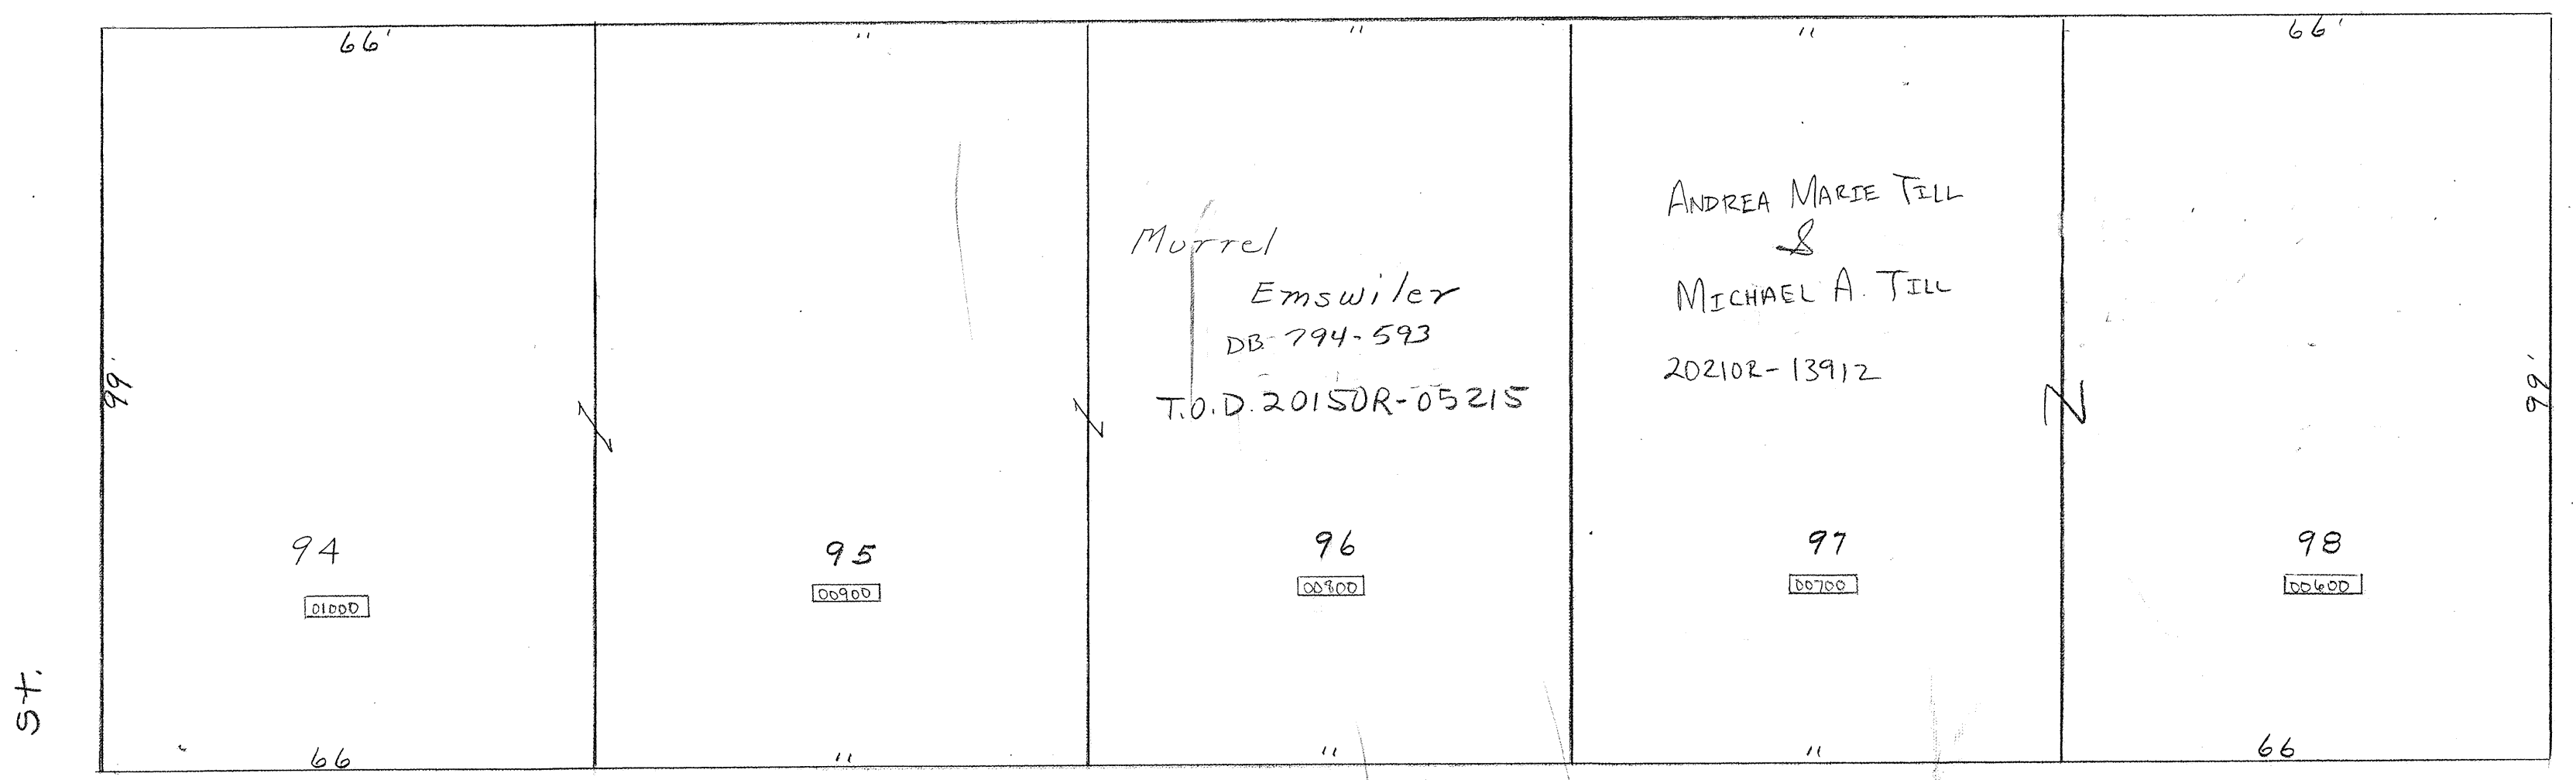 66' " " " 66'
ANDREA MARIE TILL
&
MICHAEL A. TILL
2021OR-13912
Murrel
Emswiler
DB-794-593
T.O.D. 2015OR-05215
99'
99'
94 95 96 97 98
01000 00900 00800 00700 00600
St.
66 " " " 66